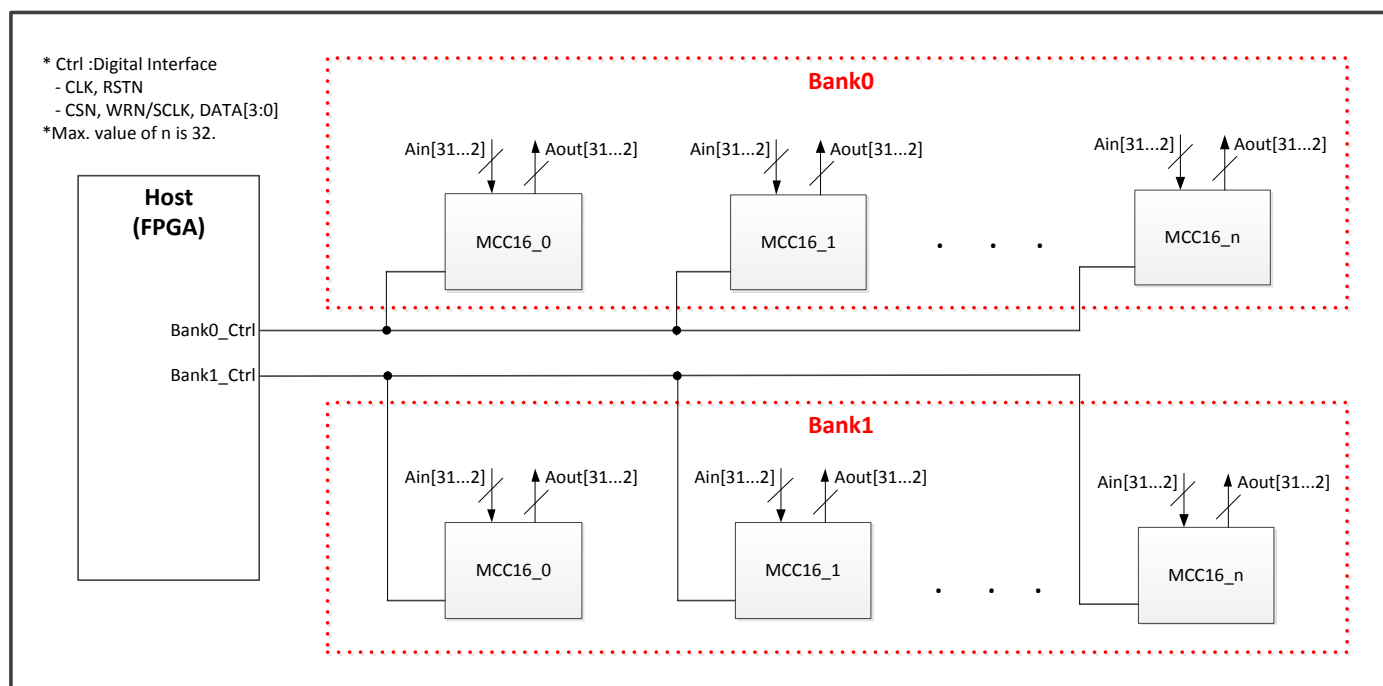 * Ctrl :Digital Interface
- CLK, RSTN
- CSN, WRN/SCLK, DATA[3:0]
*Max. value of n is 32.
Host
(FPGA)
Bank0_Ctrl
Bank1_Ctrl
Bank0
Ain[31...2]
Aout[31...2]
MCC16_0
Ain[31...2]
Aout[31...2]
MCC16_1
. . .
Ain[31...2]
Aout[31...2]
MCC16_n
Bank1
Ain[31...2]
Aout[31...2]
MCC16_0
Ain[31...2]
Aout[31...2]
MCC16_1
. . .
Ain[31...2]
Aout[31...2]
MCC16_n